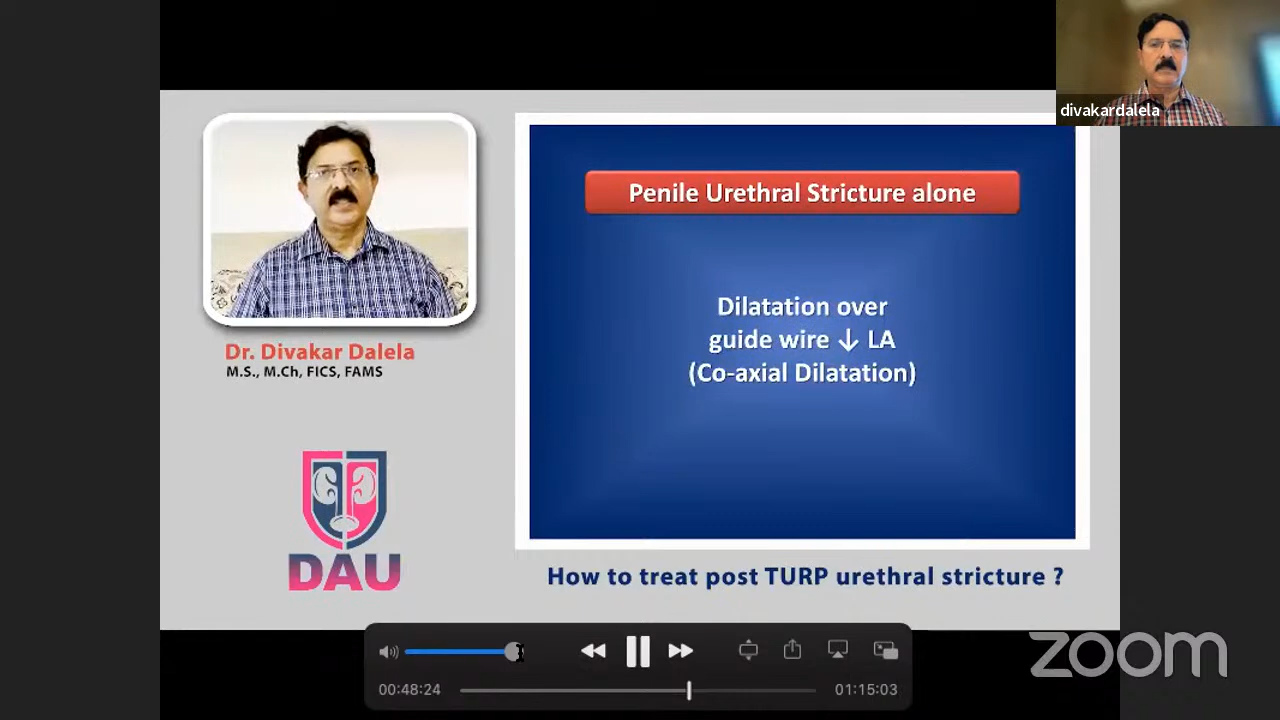 divakardalela
Penile Urethral Stricture alone
Dilatation over
guide wire ↓ LA
(Co-axial Dilatation)
Dr. Divakar Dalela
M.S., M.Ch, FICS, FAMS
DAU
How to treat post TURP urethral stricture ?
zoom
00:48:24
01:15:03